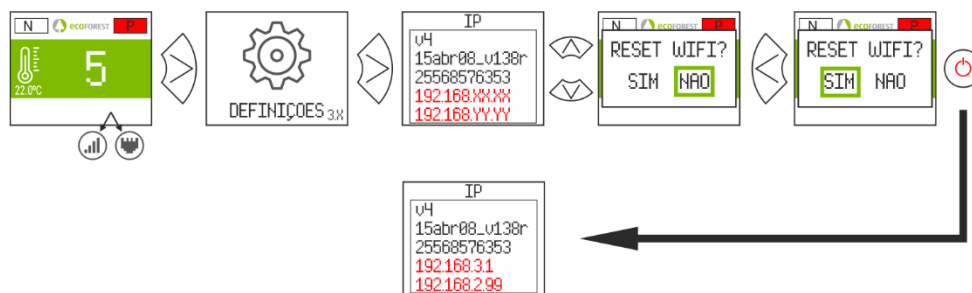 N ecoFOREST P
5
22.0ºC
DEFINIÇOES 3.X
IP
v4
15abr08_v138r
25568576353
192.168.XX.XX
192.168.YY.YY
N ecoFOREST P
RESET WIFI?
SIM NAO
N ecoFOREST P
RESET WIFI?
SIM NAO
IP
v4
15abr08_v138r
25568576353
192.168.3.1
192.168.2.99